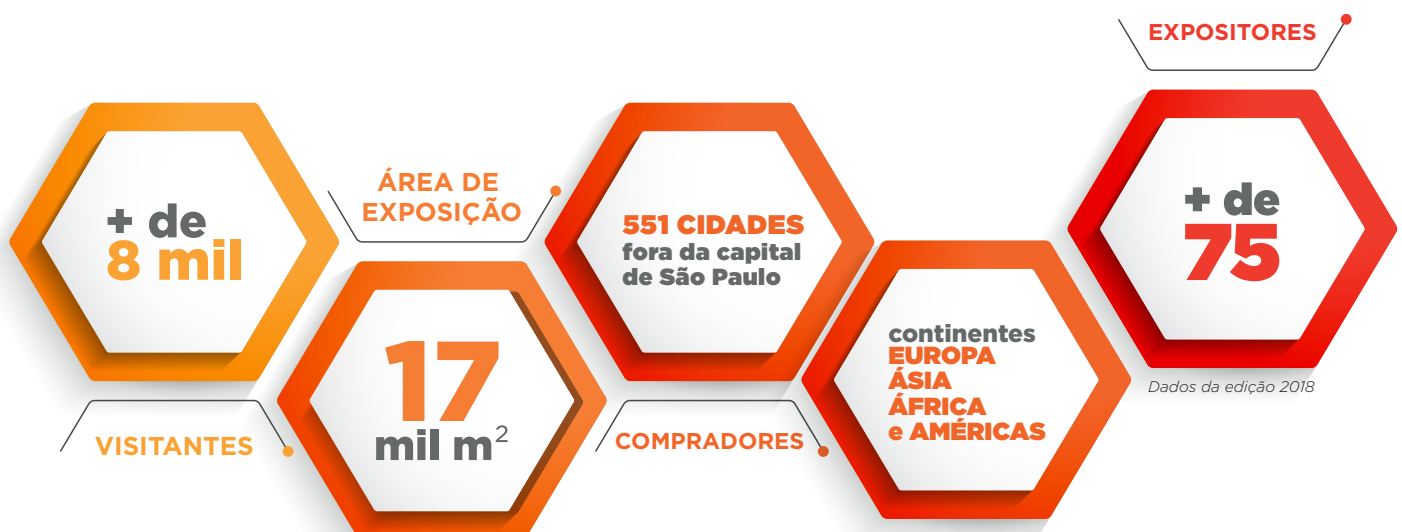 + de
8 mil
VISITANTES
ÁREA DE
EXPOSIÇÃO
17
mil m²
551 CIDADES
fora da capital
de São Paulo
COMPRADORES
continentes
EUROPA
ÁSIA
ÁFRICA
e AMÉRICAS
EXPOSITORES
+ de
75
Dados da edição 2018